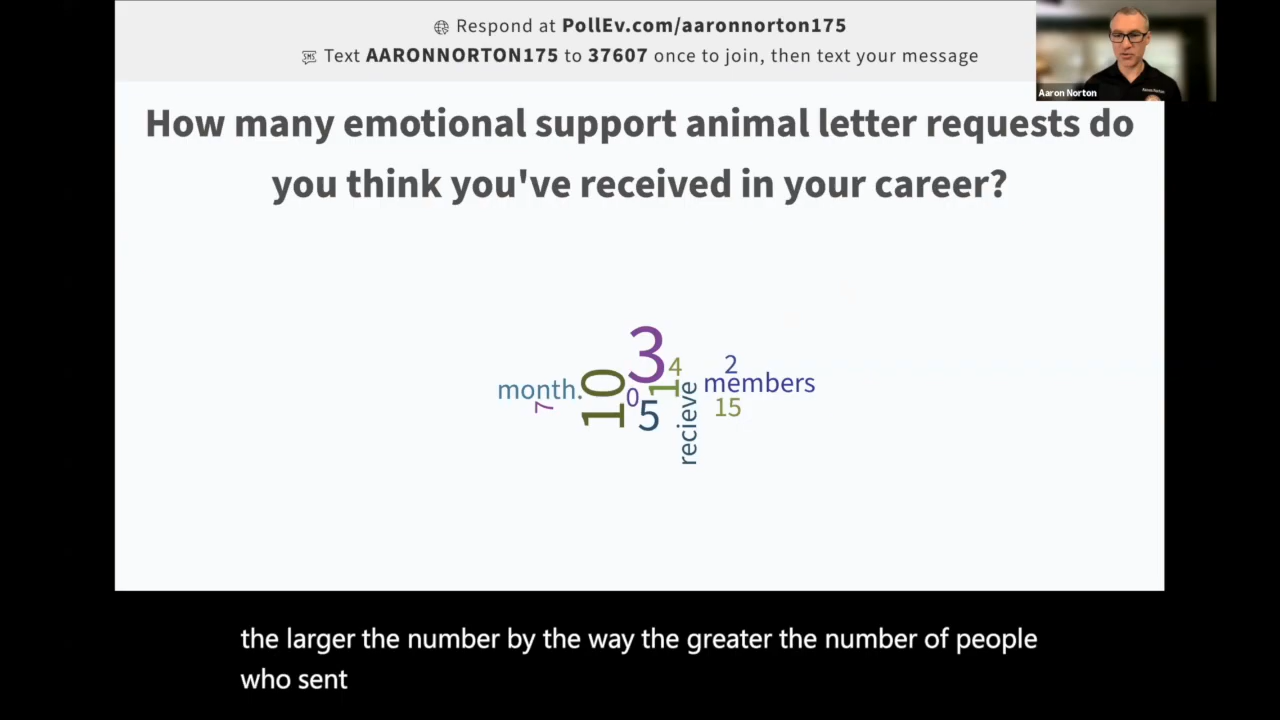 Respond at PollEv.com/aaronnorton175
Text AARONNORTON175 to 37607 once to join, then text your message
Aaron Norton
How many emotional support animal letter requests do
you think you've received in your career?
3
4
2
month.
10
0
1
members
7
5
recieve
15
the larger the number by the way the greater the number of people
who sent